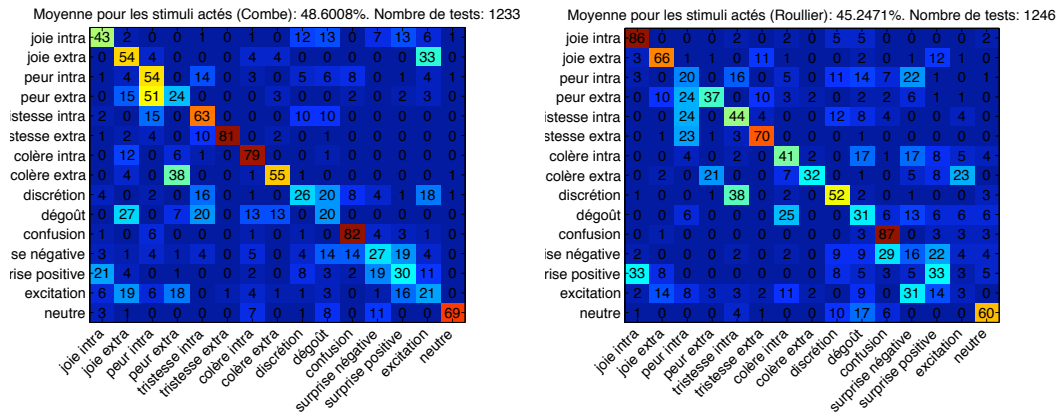 Moyenne pour les stimuli actés (Combe): 48.6008%. Nombre de tests: 1233
joie intra 43 2 0 0 1 0 1 0 12 13 0 7 13 6 1
joie extra 0 54 0 0 0 0 4 4 0 0 0 0 4 33 0
peur intra 1 4 54 0 14 0 3 0 5 6 8 0 1 3 1
peur extra 0 15 51 24 0 0 0 3 0 0 2 0 2 3 0
istesse intra 2 0 15 0 63 0 0 0 10 10 0 0 0 0 0
stesse extra 1 2 4 0 10 81 0 2 0 0 1 0 0 0 0
colère intra 0 12 0 6 1 0 79 0 0 1 0 0 0 0 0
colère extra 0 4 0 38 0 0 1 55 0 0 0 1 0 0 0
discrétion 4 0 2 2 16 0 0 0 26 20 8 4 1 18 0
dégoût 0 27 0 7 20 0 13 13 0 20 0 0 0 0 0
confusion 1 0 6 0 0 0 1 0 1 0 82 4 3 1 0
se négative 3 1 4 1 4 0 5 0 4 14 14 27 19 4 0
rise positive 21 4 0 1 0 0 2 0 8 3 2 19 30 11 0
excitation 6 19 6 18 0 1 4 1 1 3 4 1 16 21 0
neutre 3 1 0 0 0 0 7 0 1 8 0 11 0 0 69
joie intra
joie extra
peur intra
peur extra
tristesse intra
tristesse extra
colère intra
colère extra
discrétion
dégoût
confusion
surprise négative
surprise positive
excitation
neutre
Moyenne pour les stimuli actés (Roullier): 45.2471%. Nombre de tests: 1246
joie intra 86 0 0 0 2 0 0 0 5 5 0 0 0 0 2
joie extra 3 66 0 1 0 11 1 0 0 0 1 1 12 1 0
peur intra 3 0 20 0 16 0 5 0 11 14 7 22 0 0 1
peur extra 0 10 24 37 0 10 3 2 0 2 2 6 1 1 0
istesse intra 0 0 24 0 44 4 0 0 12 8 4 0 0 4 0
stesse extra 0 1 23 1 3 70 0 0 0 0 0 0 0 0 0
colère intra 0 0 4 0 2 0 41 0 0 17 1 17 8 5 4
colère extra 0 2 0 21 0 0 7 32 0 0 0 5 8 23 0
discrétion 1 0 0 0 38 2 0 0 52 0 0 0 0 0 3
dégoût 0 0 6 0 0 0 25 0 0 31 6 13 6 6 6
confusion 0 0 0 0 0 0 0 0 0 3 87 3 3 3
se négative 2 0 0 0 2 0 0 0 9 9 29 16 22 4 4
rise positive 33 8 0 0 0 0 2 0 8 5 3 5 33 3 5
excitation 2 14 8 3 3 2 11 2 0 9 0 31 14 3 0
neutre 3 0 0 0 4 1 0 0 10 17 6 0 0 0 60
joie intra
joie extra
peur intra
peur extra
tristesse intra
tristesse extra
colère intra
colère extra
discrétion
dégoût
confusion
surprise négative
surprise positive
excitation
neutre